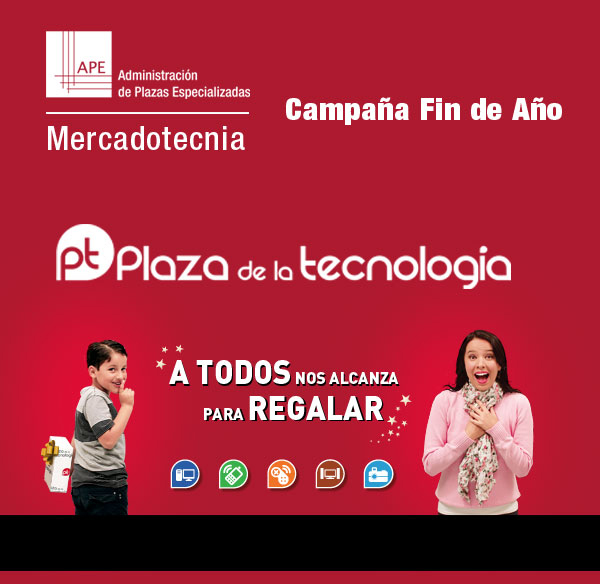 APE
Administración
de Plazas Especializadas
Mercadotecnia
Campaña Fin de Año
pt Plaza de la tecnología
A TODOS NOS ALCANZA
PARA REGALAR